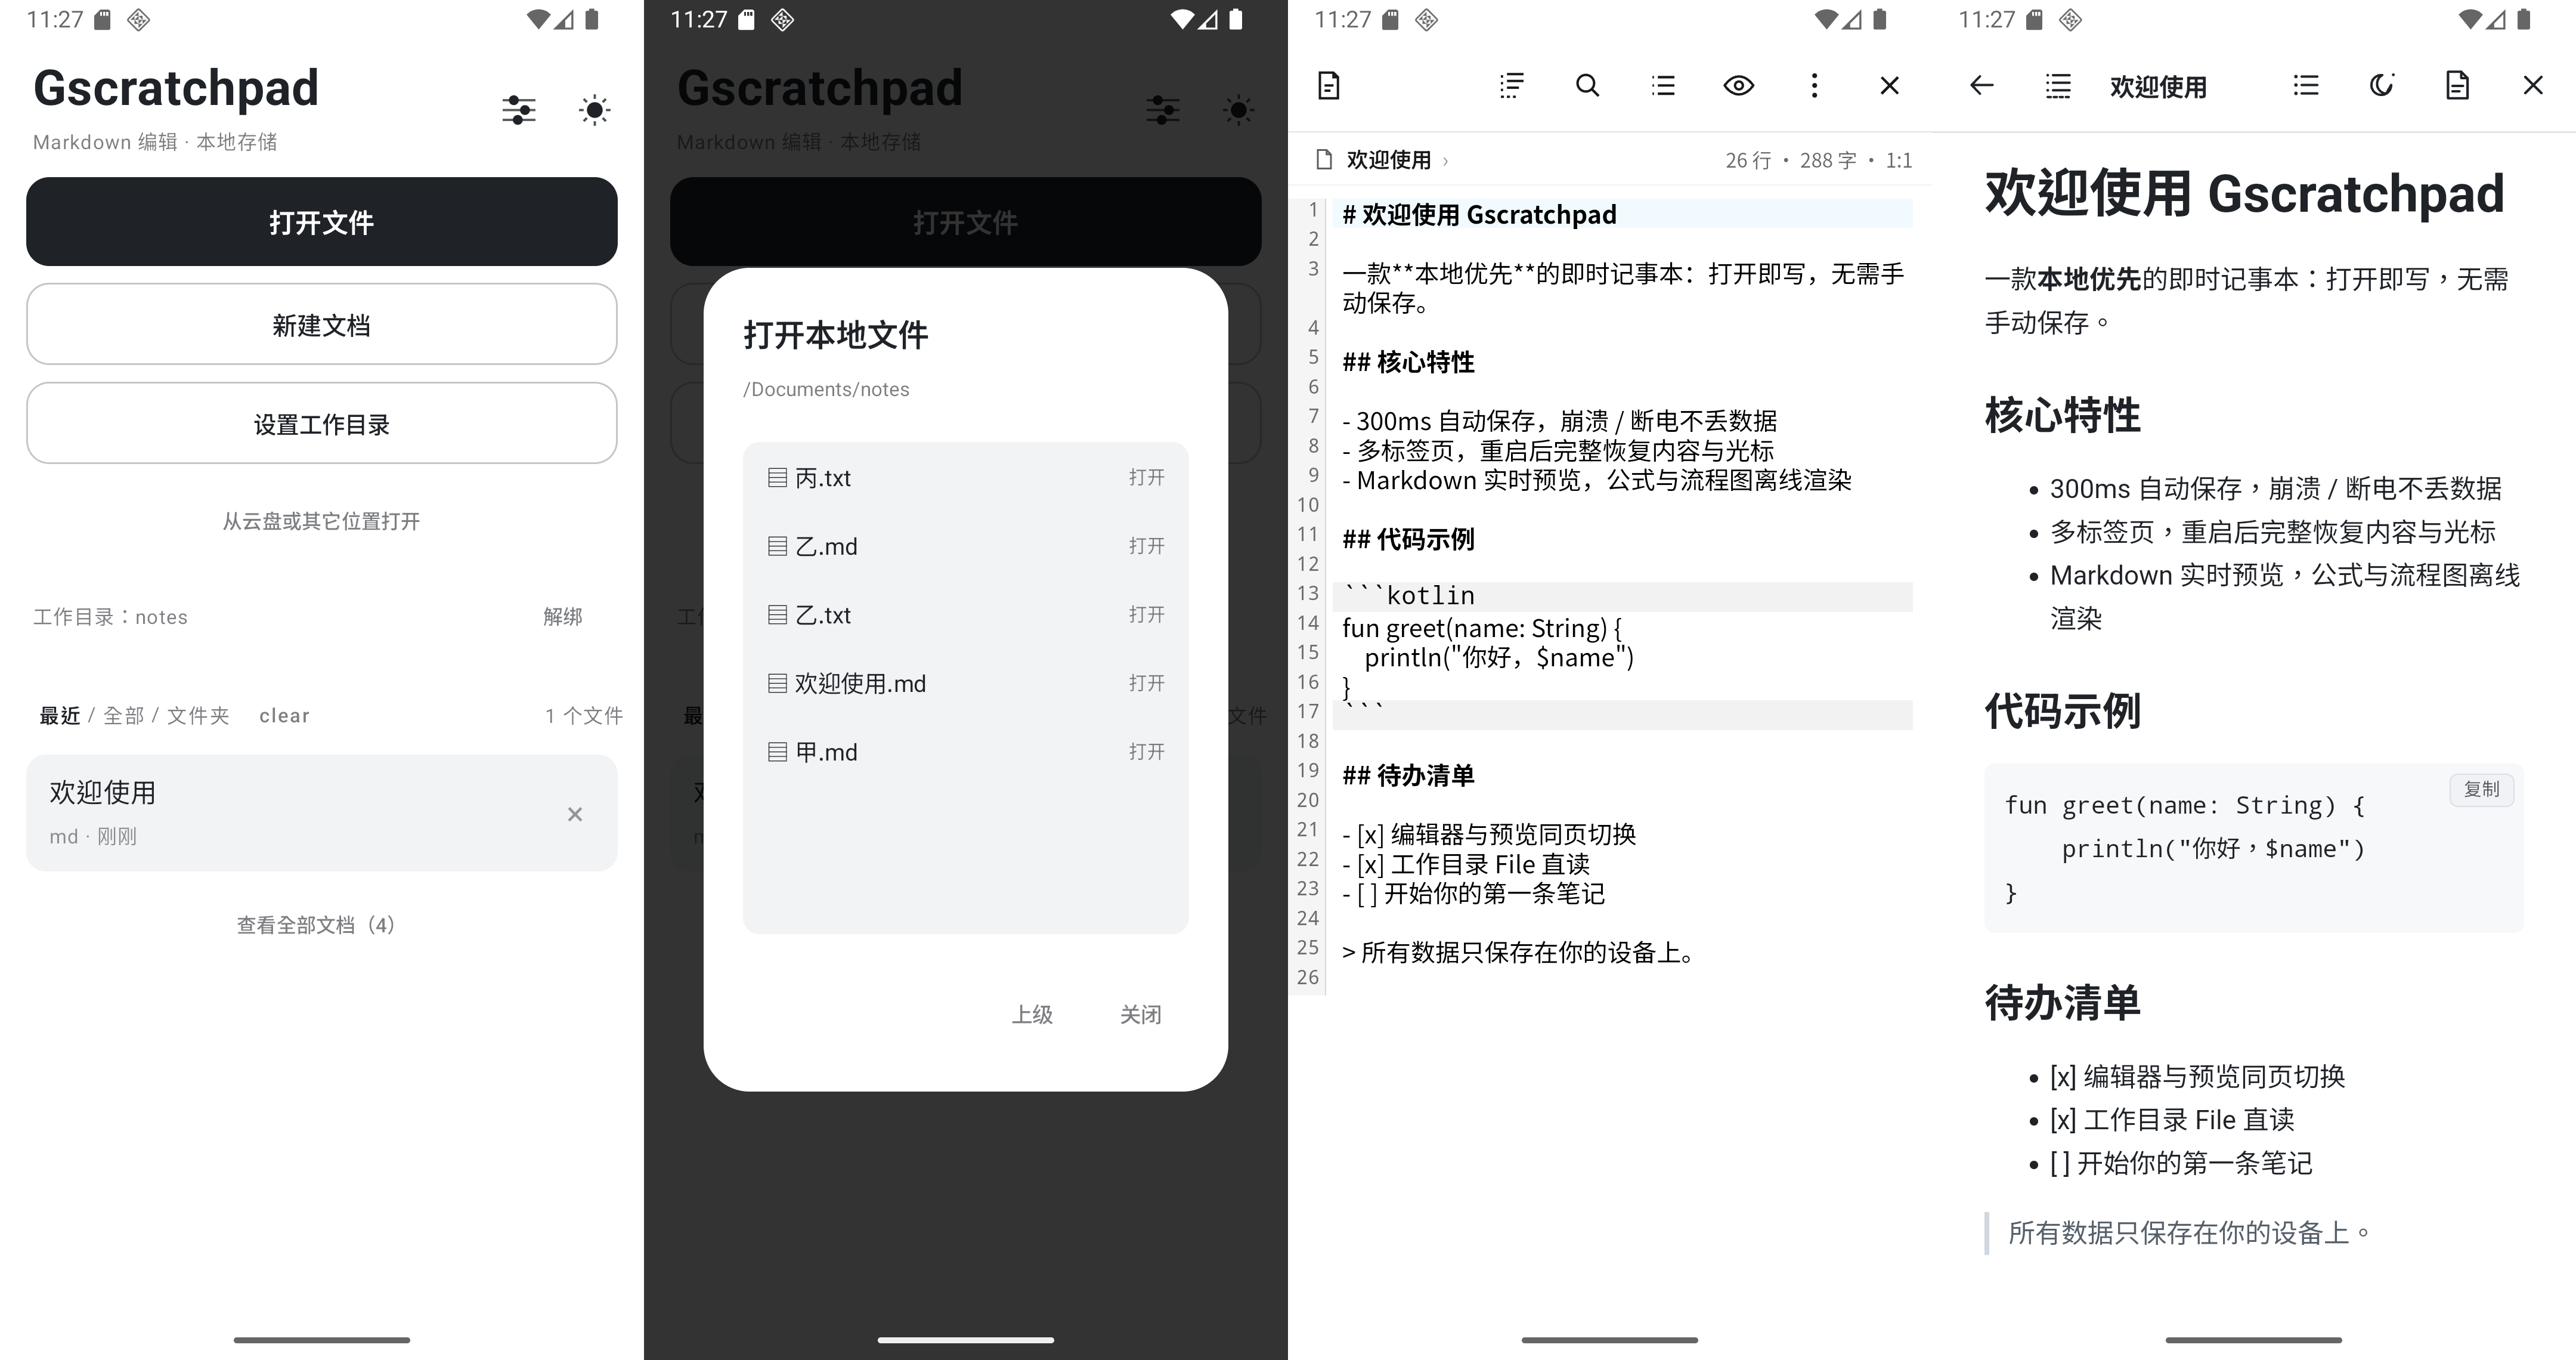 11:27
Gscratchpad
Markdown 编辑 · 本地存储
打开文件
新建文档
设置工作目录
从云盘或其它位置打开
工作目录：notes 解绑
最近 / 全部 / 文件夹 clear 1 个文件
欢迎使用
md · 刚刚
查看全部文档（4）
11:27
Gscratchpad
Markdown 编辑 · 本地存储
打开文件
打开本地文件
/Documents/notes
丙.txt 打开
乙.md 打开
乙.txt 打开
欢迎使用.md 打开
甲.md 打开
上级 关闭
文件
11:27
欢迎使用 › 26 行 • 288 字 • 1:1
1 # 欢迎使用 Gscratchpad
2
3 一款**本地优先**的即时记事本：打开即写，无需手
动保存。
4
5 ## 核心特性
6
7 - 300ms 自动保存，崩溃 / 断电不丢数据
8 - 多标签页，重启后完整恢复内容与光标
9 - Markdown 实时预览，公式与流程图离线渲染
10
11 ## 代码示例
12
13 ```kotlin
14 fun greet(name: String) {
15     println("你好，$name")
16 }
17 ```
18
19 ## 待办清单
20
21 - [x] 编辑器与预览同页切换
22 - [x] 工作目录 File 直读
23 - [ ] 开始你的第一条笔记
24
25 > 所有数据只保存在你的设备上。
26
11:27
欢迎使用
欢迎使用 Gscratchpad
一款本地优先的即时记事本：打开即写，无需
手动保存。
核心特性
• 300ms 自动保存，崩溃 / 断电不丢数据
• 多标签页，重启后完整恢复内容与光标
• Markdown 实时预览，公式与流程图离线
渲染
代码示例
复制
fun greet(name: String) {
    println("你好，$name")
}
待办清单
• [x] 编辑器与预览同页切换
• [x] 工作目录 File 直读
• [ ] 开始你的第一条笔记
所有数据只保存在你的设备上。